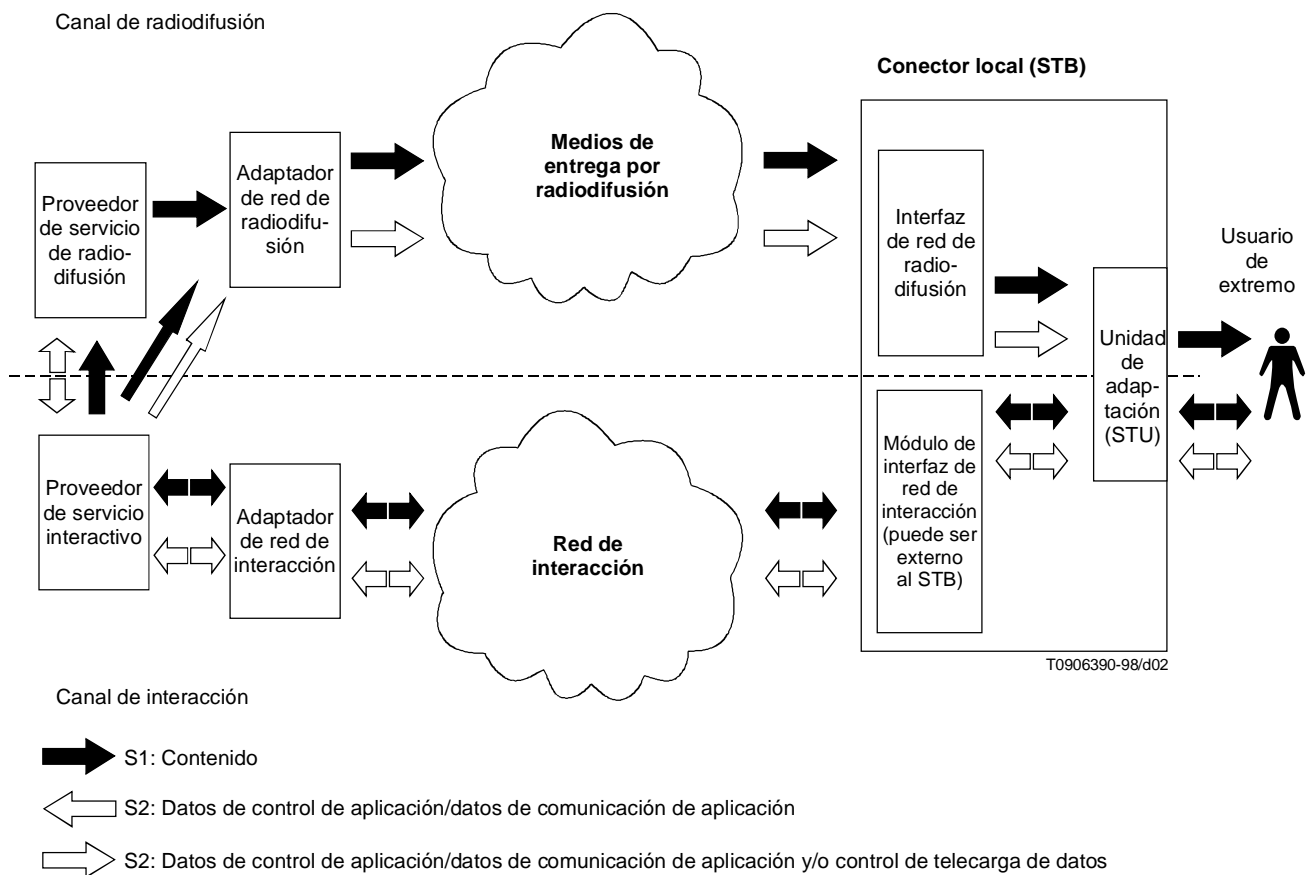 Canal de radiodifusión
Conector local (STB)
Medios de
entrega por
radiodifusión
Proveedor
de servicio
de radio-
difusión
Adaptador
de red de
radiodifu-
sión
Interfaz
de red de
radio-
difusión
Usuario
de
extremo
Unidad
de
adap-
tación
(STU)
Proveedor
de servicio
interactivo
Adaptador
de red de
interacción
Red de
interacción
Módulo de
interfaz de
red de
interacción
(puede ser
externo
al STB)
T0906390-98/d02
Canal de interacción
S1: Contenido
S2: Datos de control de aplicación/datos de comunicación de aplicación
S2: Datos de control de aplicación/datos de comunicación de aplicación y/o control de telecarga de datos